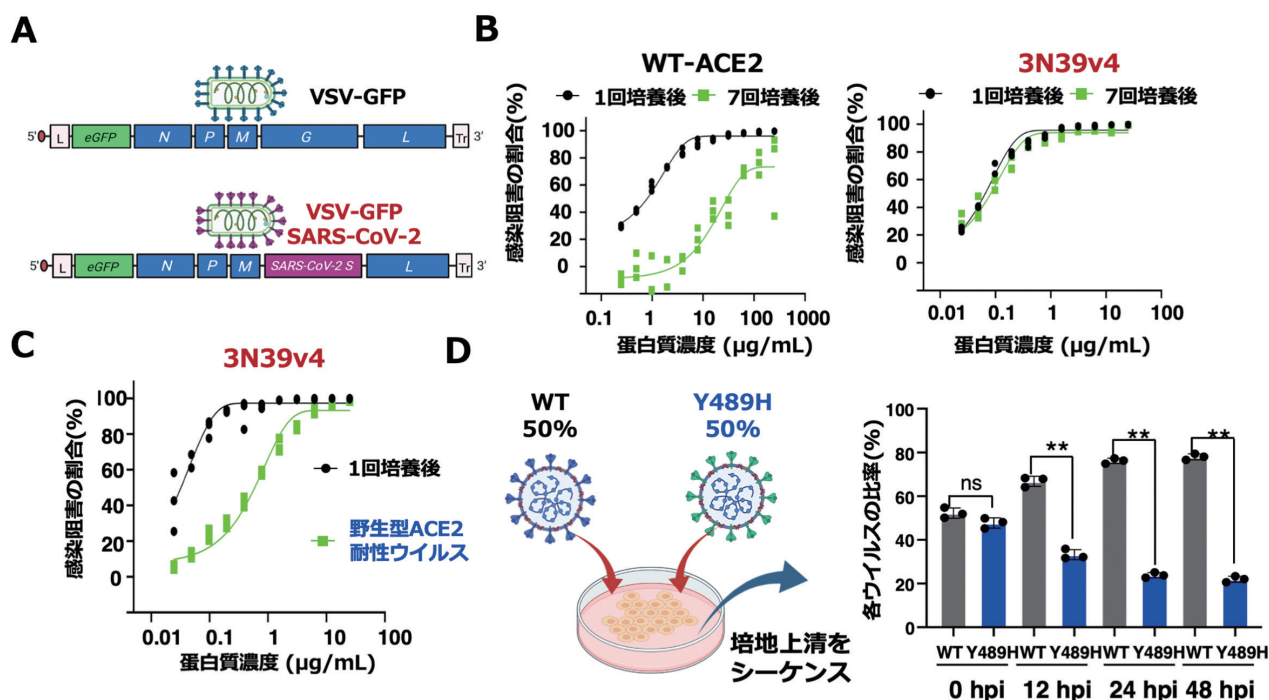 A
VSV-GFP
5' L eGFP N P M G L Tr 3'
VSV-GFP
SARS-CoV-2
5' L eGFP N P M SARS-CoV-2 S L Tr 3'
B
WT-ACE2
1回培養後 7回培養後
感染阻害の割合(%)
100
80
60
40
20
0
0.1 1 10 100 1000
蛋白質濃度 (µg/mL)
3N39v4
1回培養後 7回培養後
感染阻害の割合(%)
100
80
60
40
20
0
0.01 0.1 1 10 100
蛋白質濃度 (µg/mL)
C
3N39v4
感染阻害の割合(%)
100
80
60
40
20
0
1回培養後
野生型ACE2
耐性ウイルス
0.01 0.1 1 10 100
蛋白質濃度 (µg/mL)
D
WT
50%
Y489H
50%
培地上清を
シーケンス
各ウイルスの比率(%)
80
60
40
20
0
ns
**
**
**
WT Y489H WT Y489H WT Y489H WT Y489H
0 hpi 12 hpi 24 hpi 48 hpi